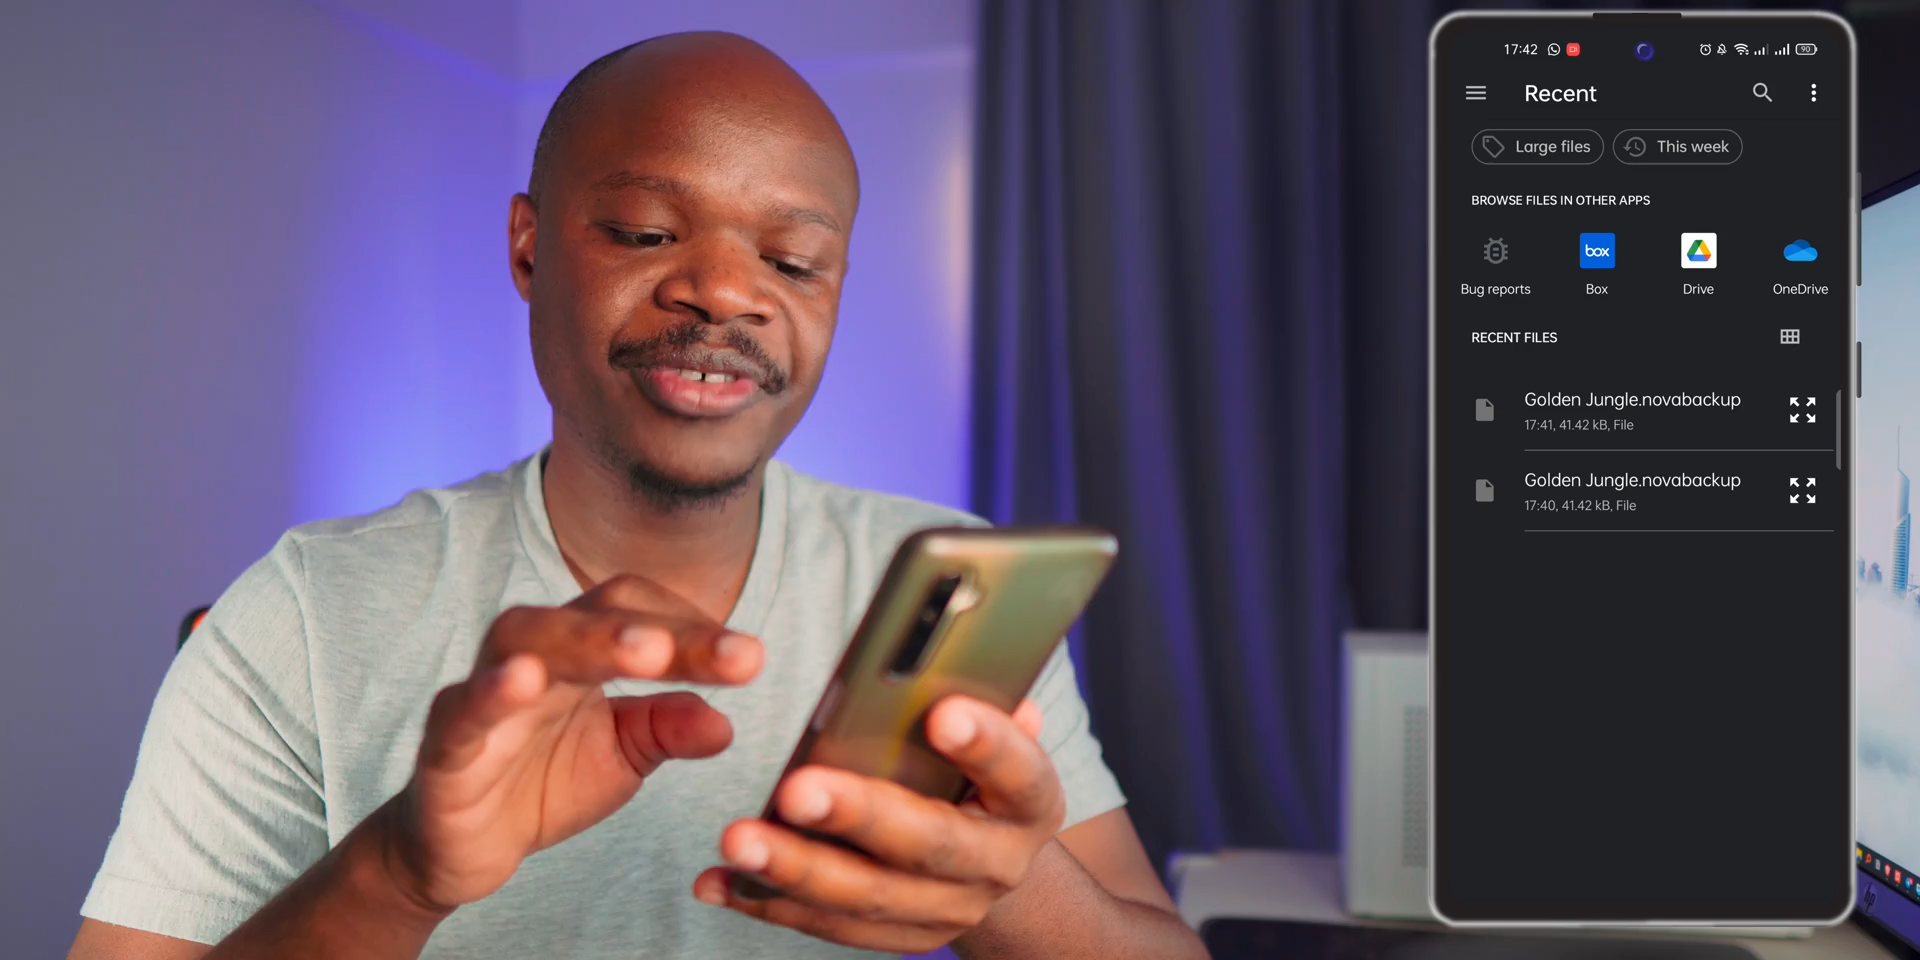 17:42
90
Recent
Large files
This week
BROWSE FILES IN OTHER APPS
box
Bug reports
Box
Drive
OneDrive
RECENT FILES
Golden Jungle.novabackup
17:41, 41.42 kB, File
Golden Jungle.novabackup
17:40, 41.42 kB, File
hp